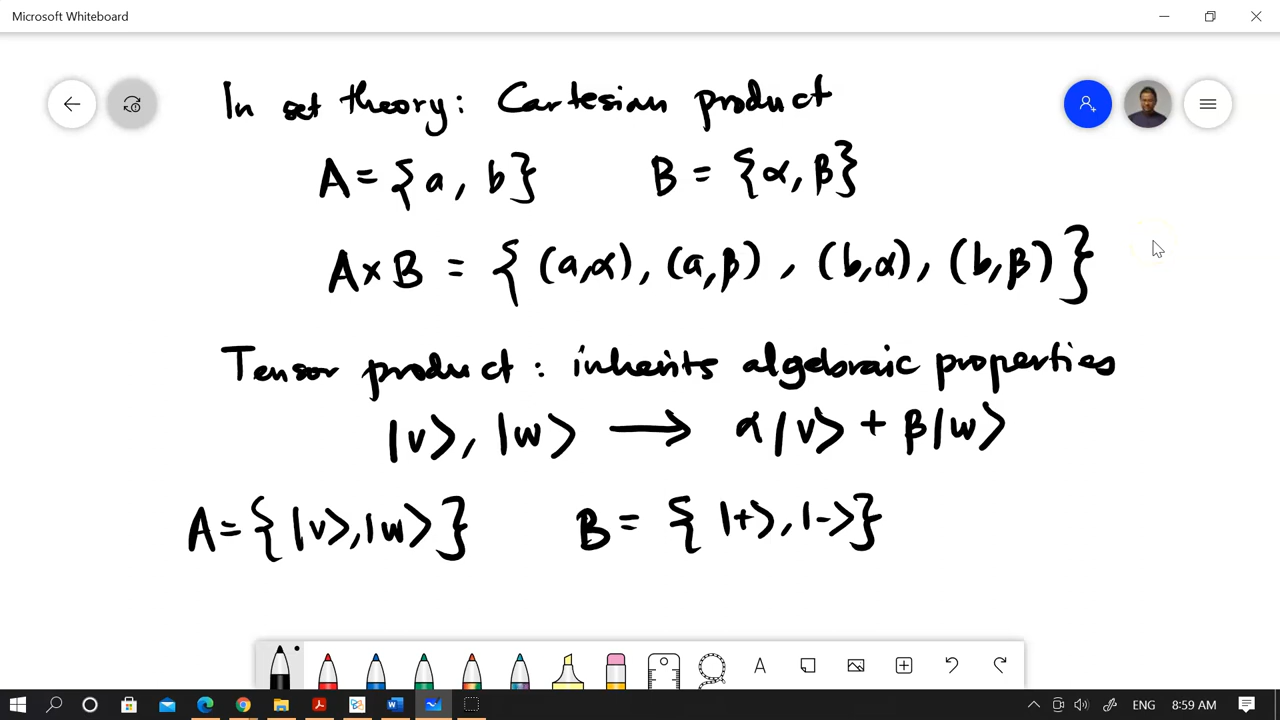 Microsoft Whiteboard
In set theory: Cartesian product
A = {a, b} B = {α, β}
A×B = { (a,α), (a,β) , (b,α), (b,β) }
Tensor product : inherits algebraic properties
|v>, |w> ⟶ α|v> + β|w>
A = { |v>, |w> } B = { |+>, |-> }
A
ENG 8:59 AM